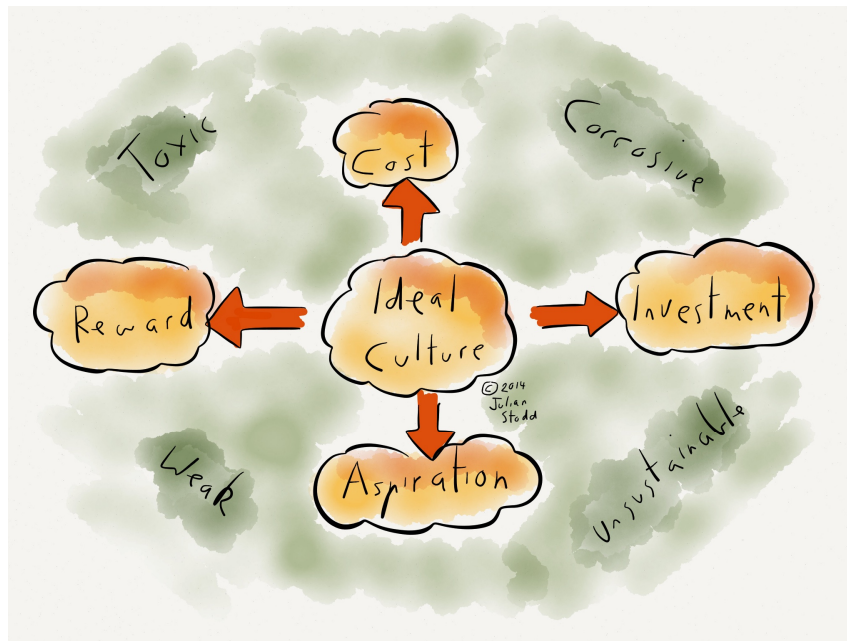 Toxic
Cost
Corrosive
Reward
Ideal
Culture
Investment
© 2014
Julian
Stodd
Weak
Aspiration
Unsustainable